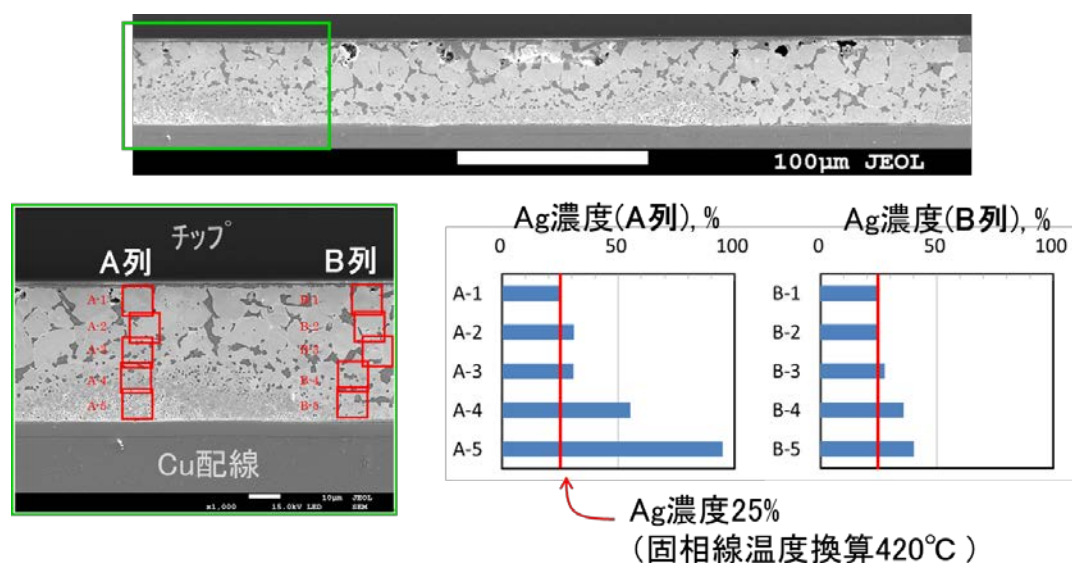 100μm JEOL
チップ
A列
B列
A-1
A-2
A-3
A-4
A-5
B-1
B-2
B-3
B-4
B-5
Cu配線
10μm JEOL
x1,000 15.0kV LED SEM
Ag濃度(A列), %
0 50 100
A-1
A-2
A-3
A-4
A-5
Ag濃度(B列), %
0 50 100
B-1
B-2
B-3
B-4
B-5
Ag濃度25%
(固相線温度換算420℃)